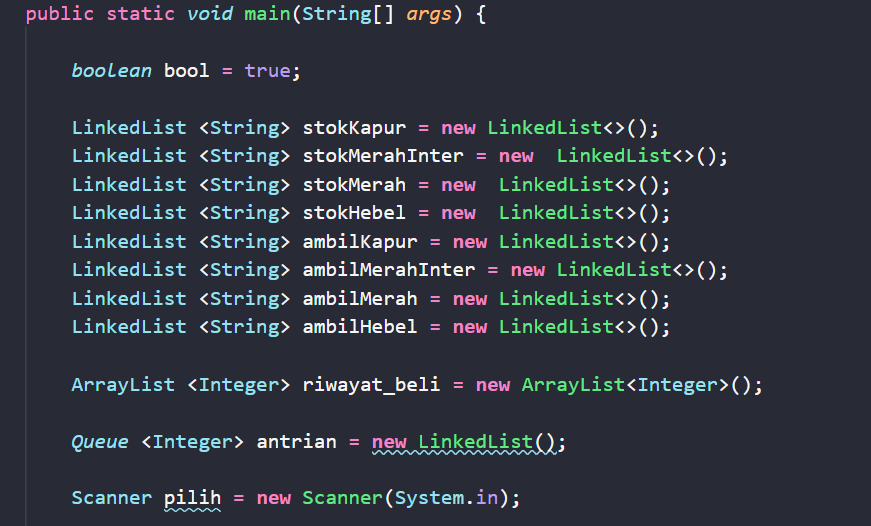 public static void main(String[] args) {
boolean bool = true;
LinkedList <String> stokKapur = new LinkedList<>();
LinkedList <String> stokMerahInter = new  LinkedList<>();
LinkedList <String> stokMerah = new  LinkedList<>();
LinkedList <String> stokHebel = new  LinkedList<>();
LinkedList <String> ambilKapur = new LinkedList<>();
LinkedList <String> ambilMerahInter = new LinkedList<>();
LinkedList <String> ambilMerah = new LinkedList<>();
LinkedList <String> ambilHebel = new LinkedList<>();
ArrayList <Integer> riwayat_beli = new ArrayList<Integer>();
Queue <Integer> antrian = new LinkedList();
Scanner pilih = new Scanner(System.in);